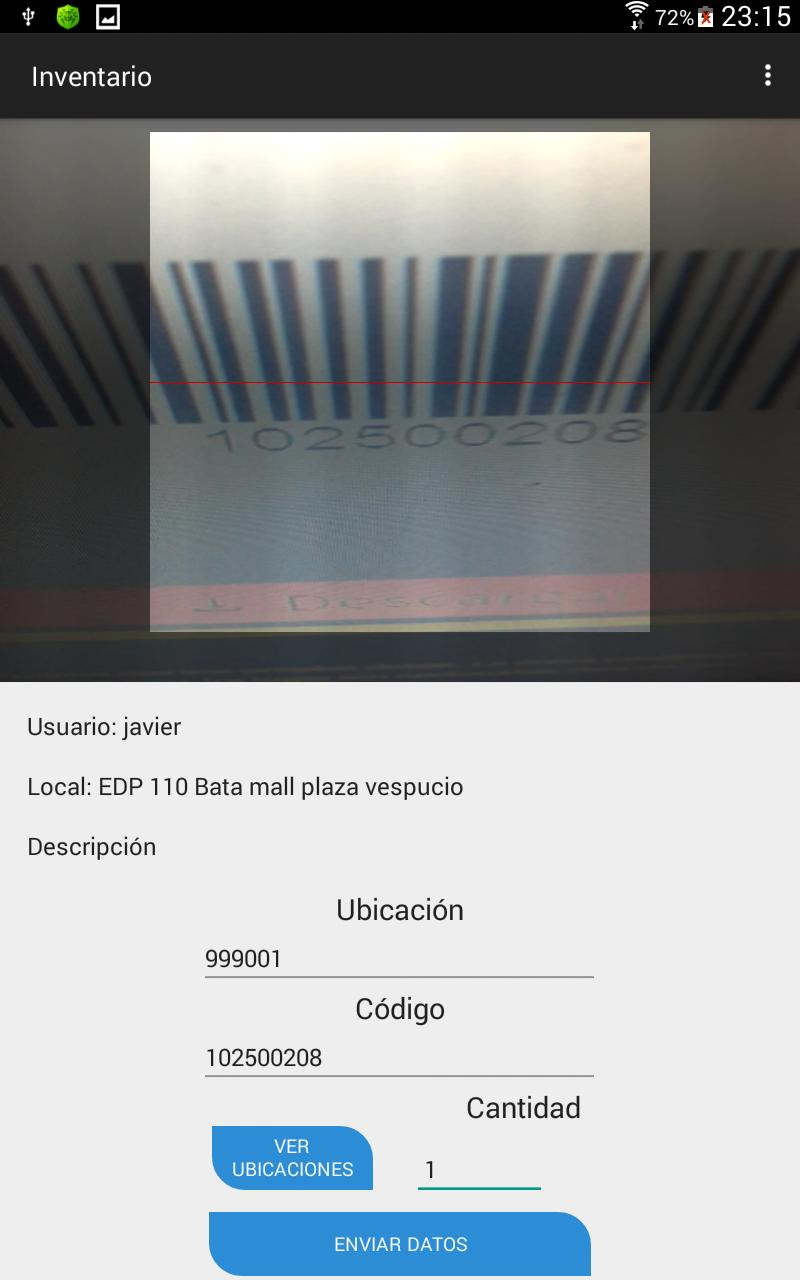 72% 23:15
Inventario
102500208
Descargar
Usuario: javier
Local: EDP 110 Bata mall plaza vespucio
Descripción
Ubicación
999001
Código
102500208
Cantidad
VER
UBICACIONES
1
ENVIAR DATOS